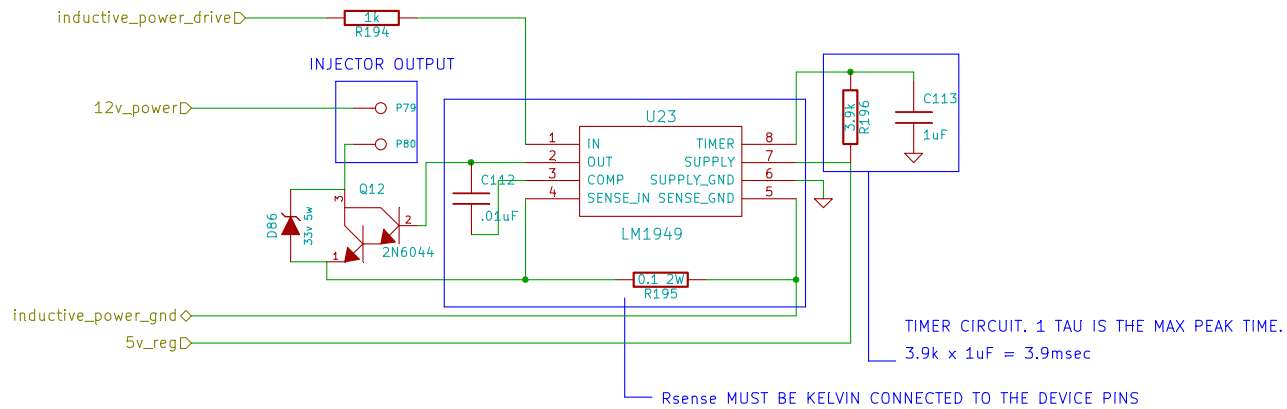 inductive_power_drive
1k
R194
INJECTOR OUTPUT
12v_power
P79
P80
U23
1
IN
2
OUT
3
COMP
4
SENSE_IN
TIMER
8
SUPPLY
7
SUPPLY_GND
6
SENSE_GND
5
LM1949
3.9k
R196
C113
1uF
C112
.01uF
Q12
3
2
1
2N6044
D86
33v 5w
0.1 2W
R195
inductive_power_gnd
5v_reg
TIMER CIRCUIT. 1 TAU IS THE MAX PEAK TIME.
3.9k x 1uF = 3.9msec
Rsense MUST BE KELVIN CONNECTED TO THE DEVICE PINS